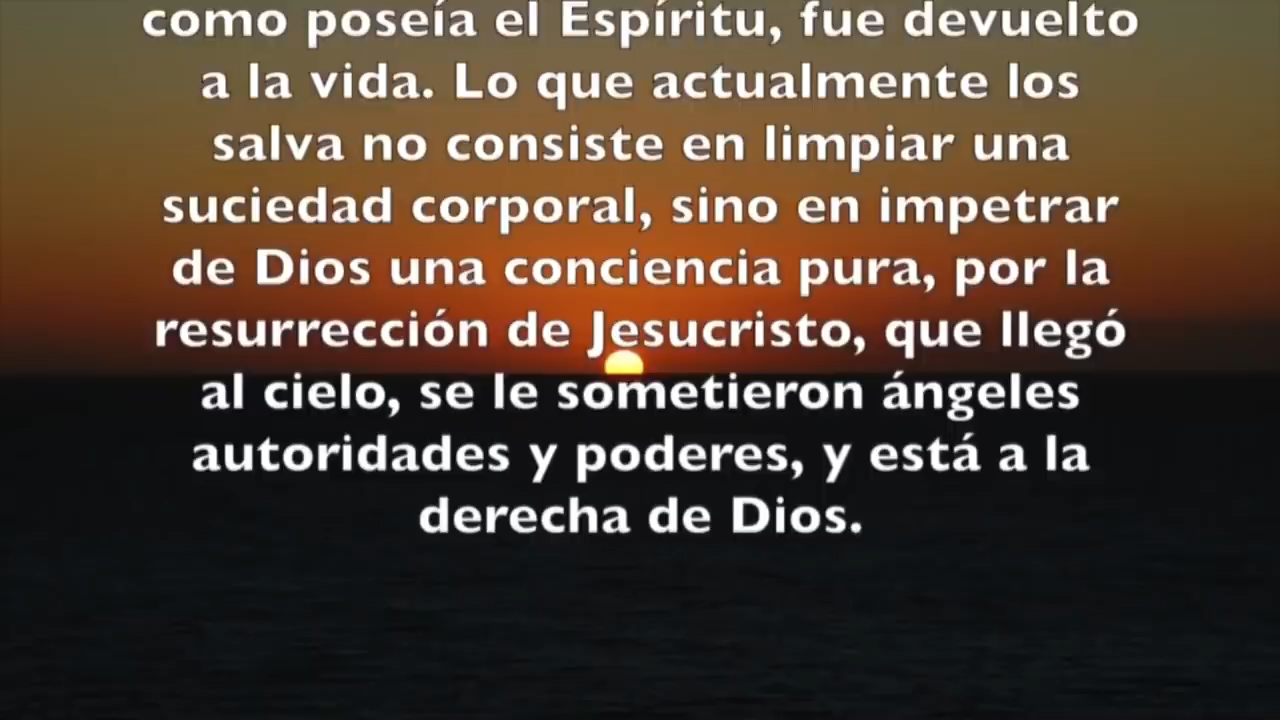 como poseía el Espíritu, fue devuelto
a la vida. Lo que actualmente los
salva no consiste en limpiar una
suciedad corporal, sino en impetrar
de Dios una conciencia pura, por la
resurrección de Jesucristo, que llegó
al cielo, se le sometieron ángeles
autoridades y poderes, y está a la
derecha de Dios.